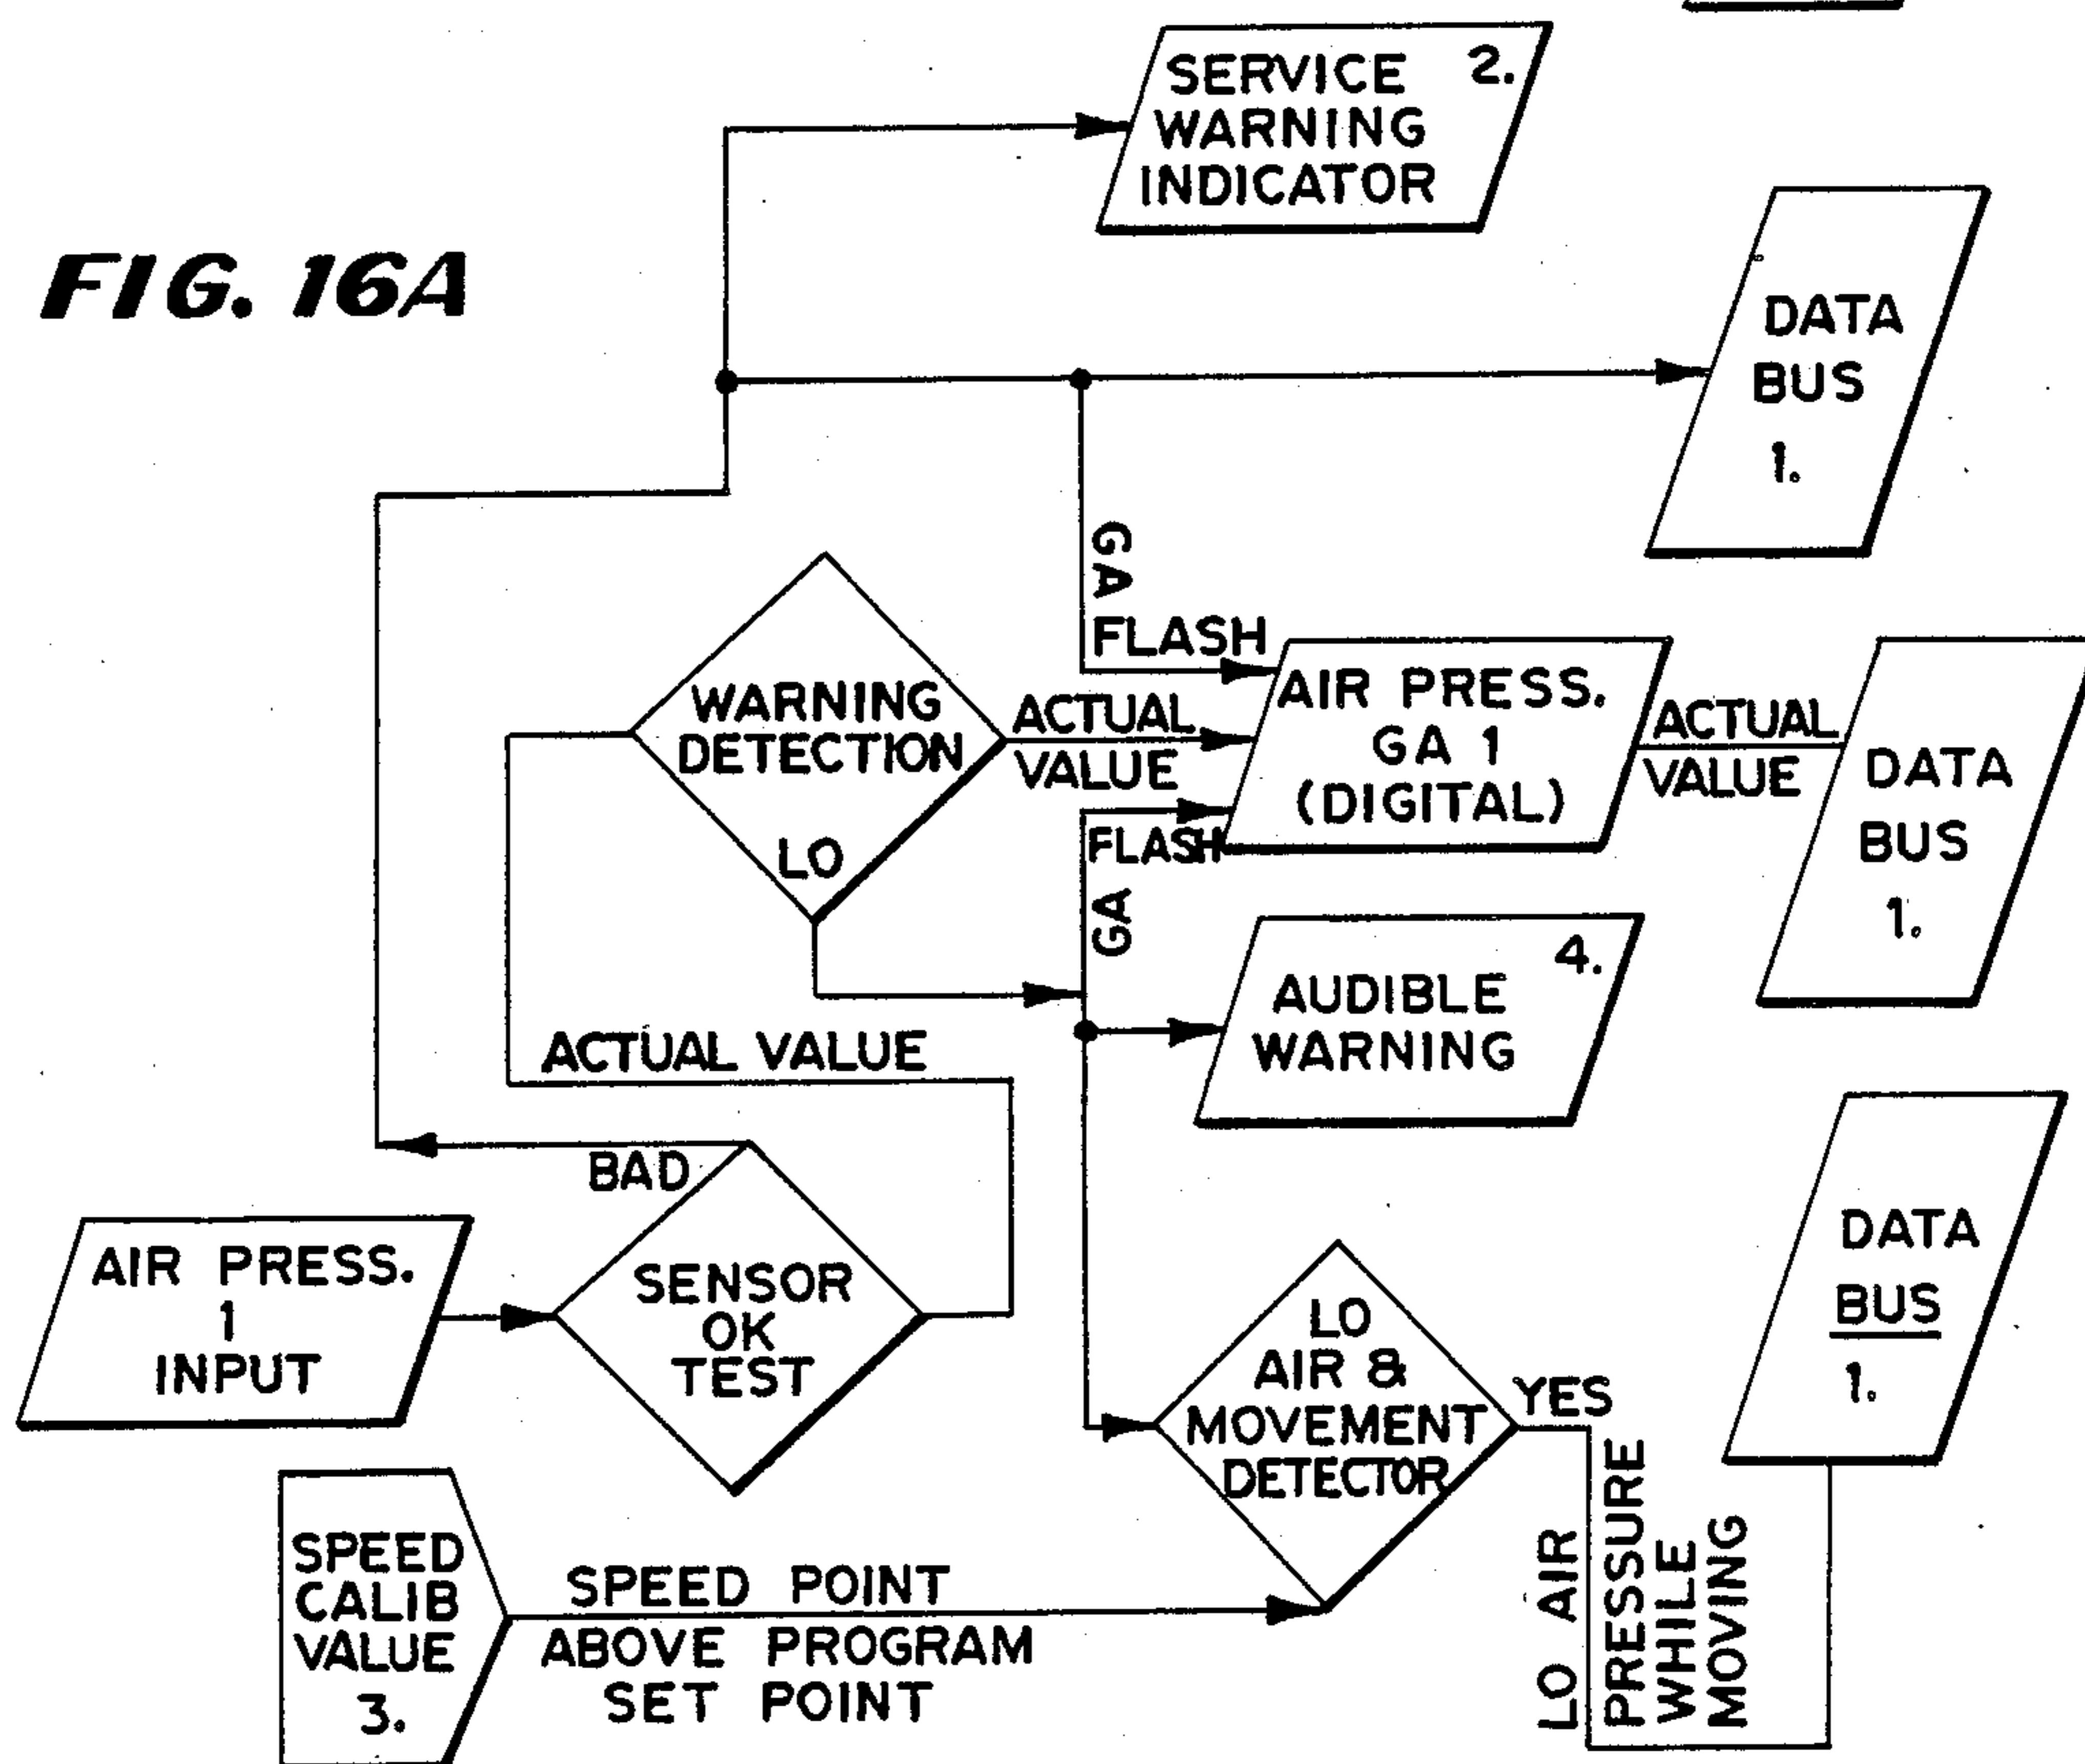 SERVICE 2.
WARNING
INDICATOR
FIG. 16A
DATA
BUS
1.
GA
FLASH
WARNING
DETECTION
LO
ACTUAL
VALUE
AIR PRESS.
GA 1
(DIGITAL)
ACTUAL
VALUE
DATA
BUS
1.
FLASH
GA
4.
AUDIBLE
WARNING
ACTUAL VALUE
BAD
AIR PRESS.
1
INPUT
SENSOR
OK
TEST
LO
AIR &
MOVEMENT
DETECTOR
YES
DATA
BUS
1.
LO AIR
PRESSURE
WHILE
MOVING
SPEED
CALIB
VALUE
3.
SPEED POINT
ABOVE PROGRAM
SET POINT